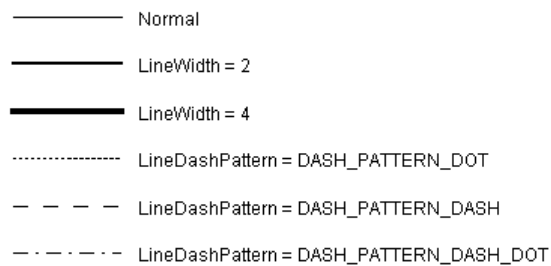 Normal
LineWidth = 2
LineWidth = 4
LineDashPattern = DASH_PATTERN_DOT
LineDashPattern = DASH_PATTERN_DASH
LineDashPattern = DASH_PATTERN_DASH_DOT